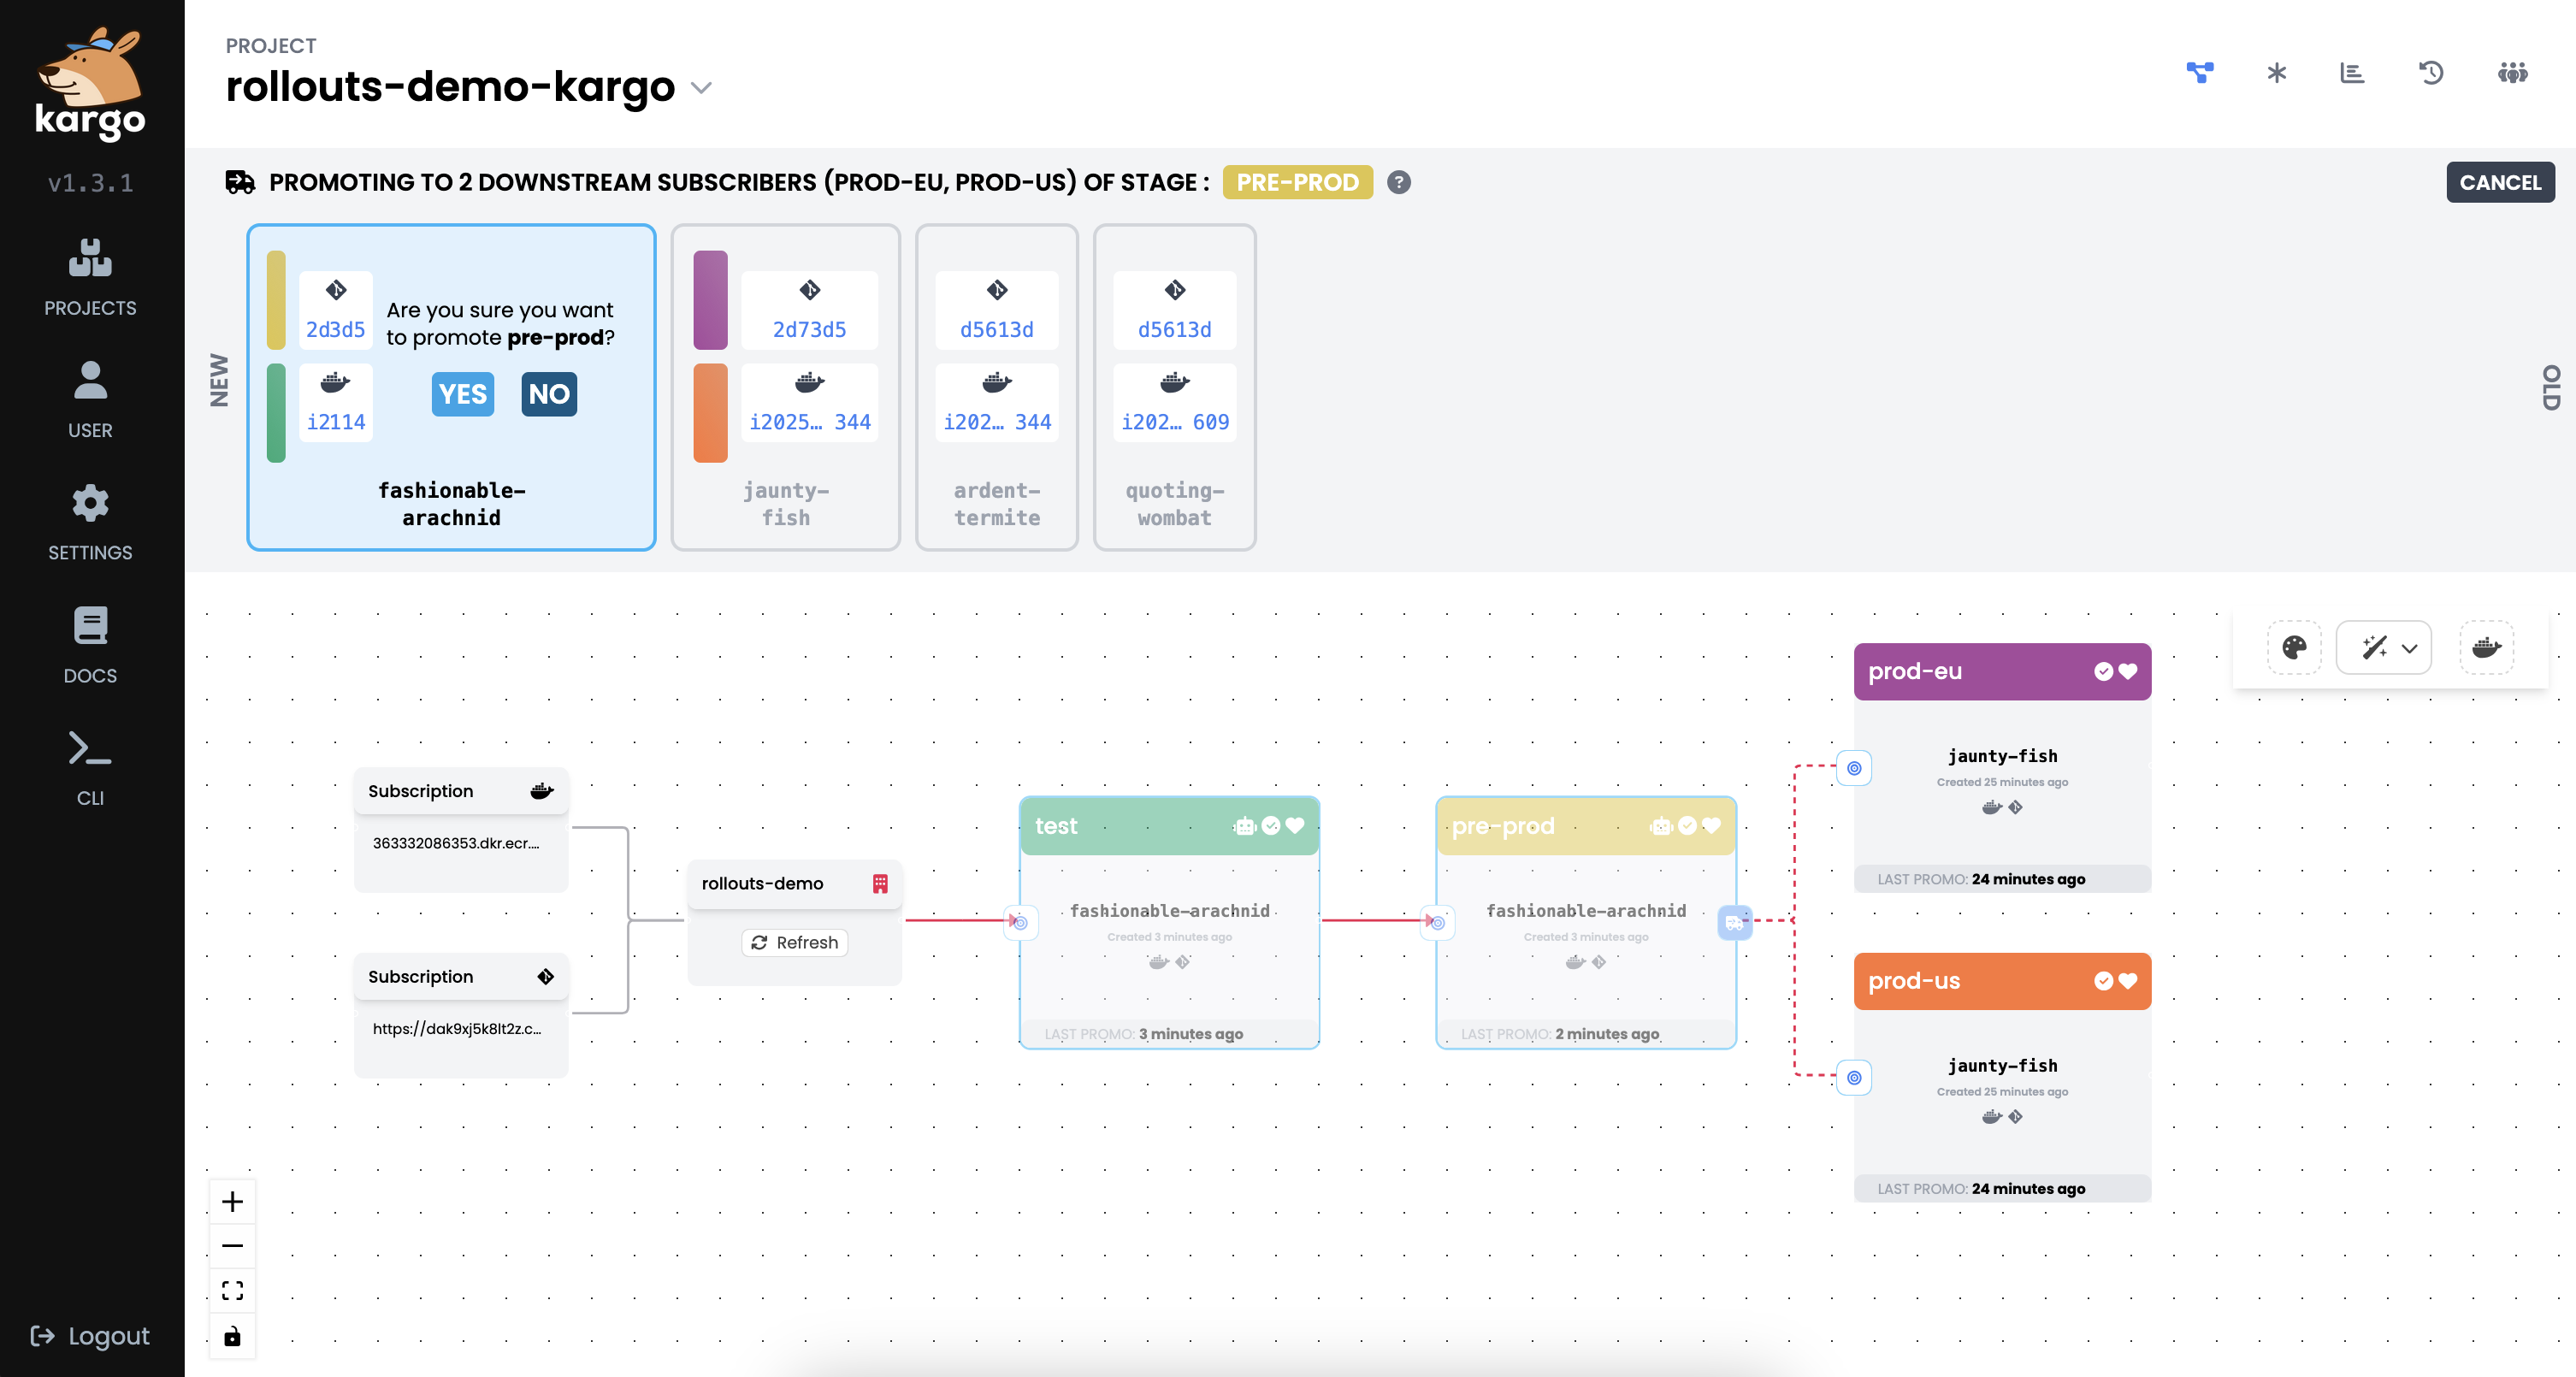 kargo
v1.3.1
PROJECTS
USER
SETTINGS
DOCS
CLI
Logout
PROJECT
rollouts-demo-kargo
PROMOTING TO 2 DOWNSTREAM SUBSCRIBERS (PROD-EU, PROD-US) OF STAGE : PRE-PROD ?
CANCEL
NEW
2d3d5
i2114
Are you sure you want
to promote pre-prod?
YES NO
fashionable-
arachnid
2d73d5
i2025… 344
jaunty-
fish
d5613d
i202… 344
ardent-
termite
d5613d
i202… 609
quoting-
wombat
OLD
Subscription
363332086353.dkr.ecr....
Subscription
https://dak9xj5k8lt2z.c...
rollouts-demo
Refresh
test
fashionable-arachnid
Created 3 minutes ago
LAST PROMO: 3 minutes ago
pre-prod
fashionable-arachnid
Created 3 minutes ago
LAST PROMO: 2 minutes ago
prod-eu
jaunty-fish
Created 25 minutes ago
LAST PROMO: 24 minutes ago
prod-us
jaunty-fish
Created 25 minutes ago
LAST PROMO: 24 minutes ago